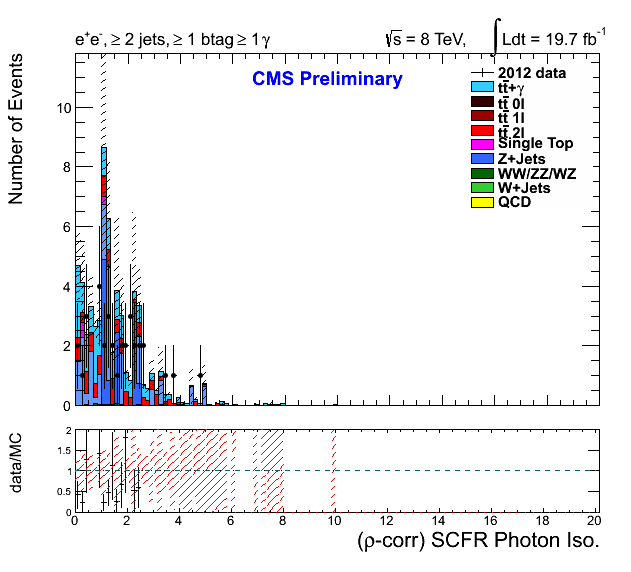 e⁺e⁻, ≥ 2 jets, ≥ 1 btag ≥ 1 γ
√s = 8 TeV, ∫ Ldt = 19.7 fb⁻¹
CMS Preliminary
2012 data
tt̄+γ
tt̄ 0l
tt̄ 1l
tt̄ 2l
Single Top
Z+Jets
WW/ZZ/WZ
W+Jets
QCD
Number of Events
10
8
6
4
2
0
data/MC
2
1.5
1
0.5
0
0 2 4 6 8 10 12 14 16 18 20
(ρ-corr) SCFR Photon Iso.